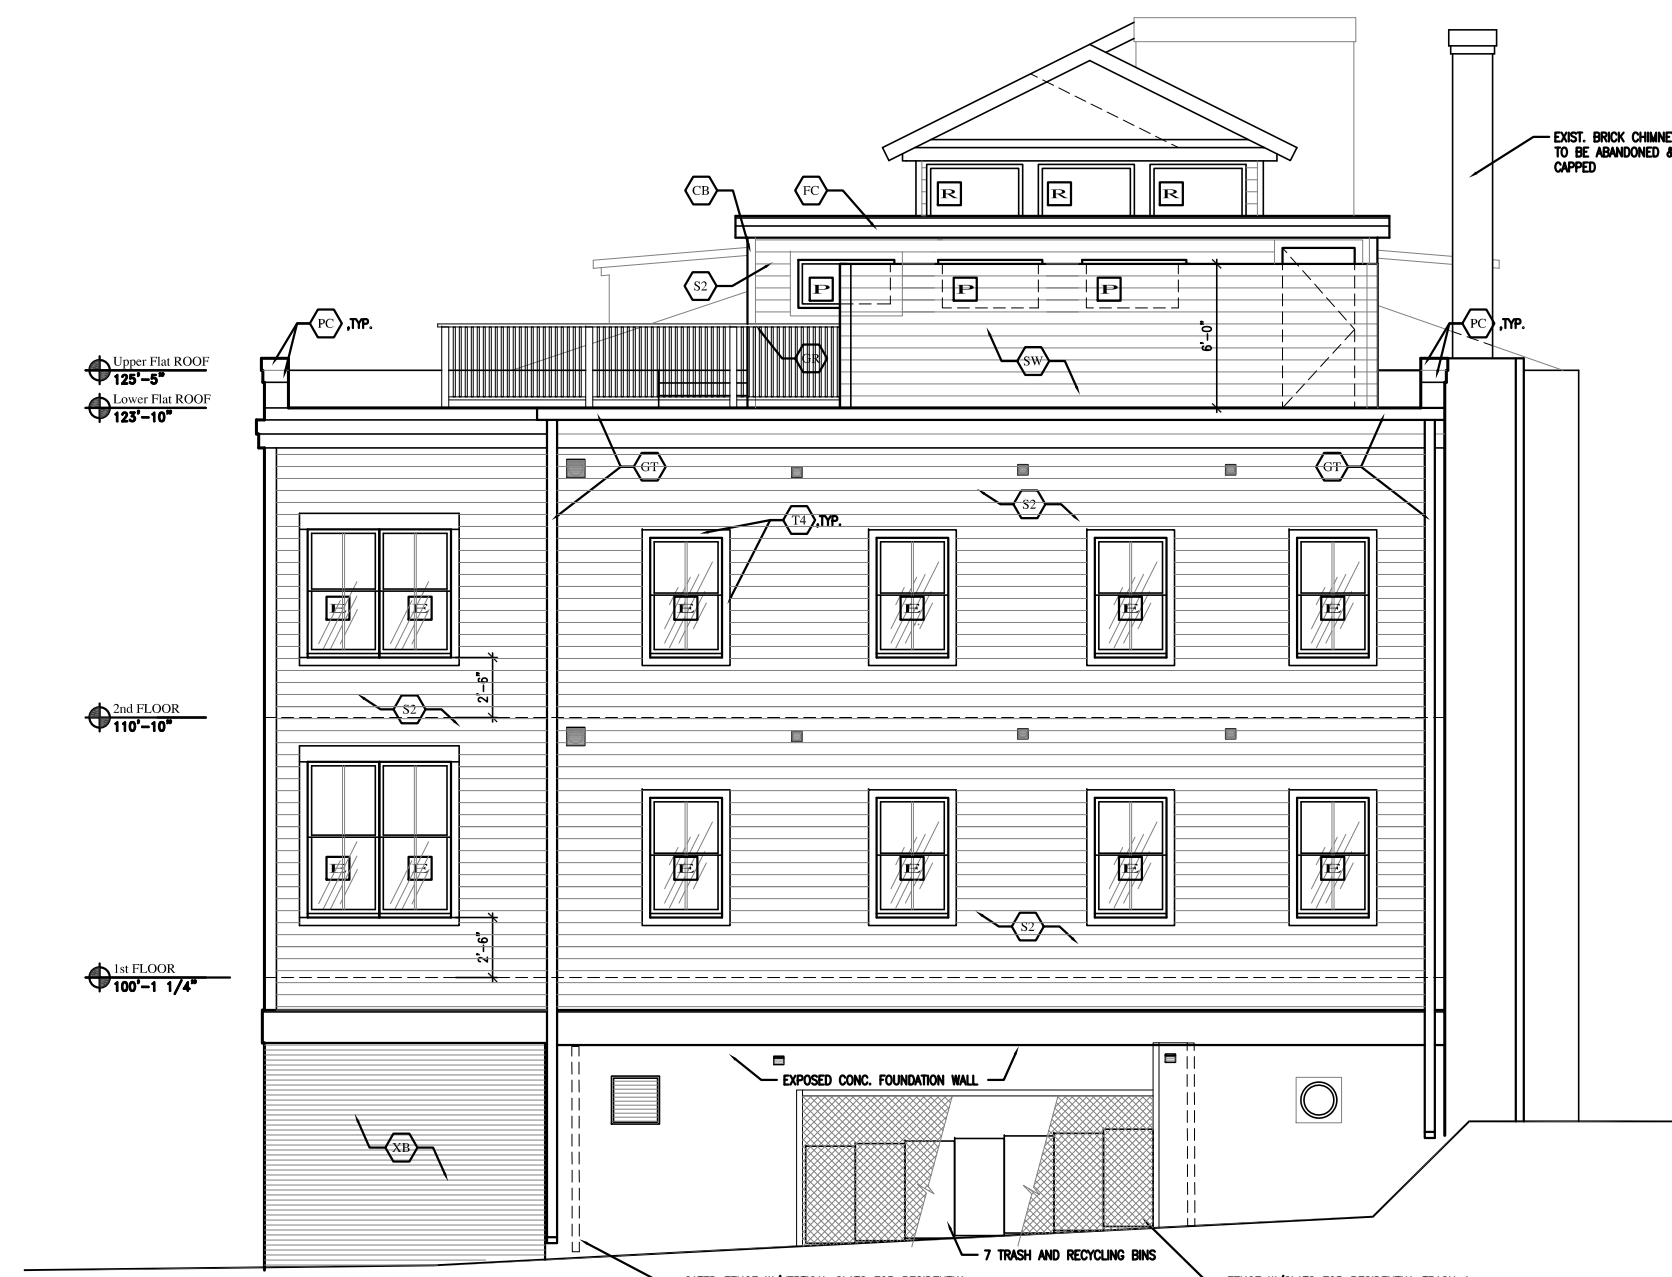 EXIST. BRICK
TO BE ABANDONED &
CAPPED
R
R
R
CB
FC
S2
P
P
P
PC ,TYP.
PC ,TYP.
6'-0"
GR
SW
Upper Flat ROOF
125'-5"
Lower Flat ROOF
123'-10"
GT
GT
S2
T4 ,TYP.
E
E
E
E
E
E
2'-6"
S2
2nd FLOOR
110'-10"
E
E
E
E
E
E
S2
2'-6"
1st FLOOR
100'-1 1/4"
EXPOSED CONC. FOUNDATION WALL
XB
7 TRASH AND RECYCLING BINS